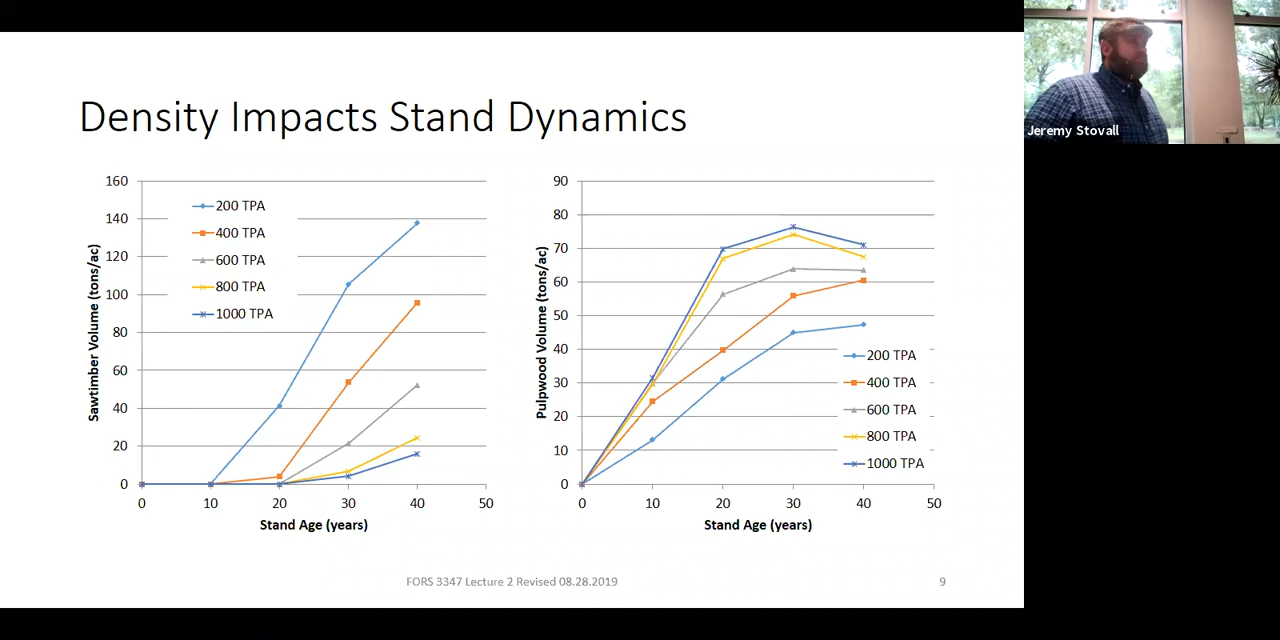 Density Impacts Stand Dynamics
Sawtimber Volume (tons/ac)
160
140
120
100
80
60
40
20
0
200 TPA
400 TPA
600 TPA
800 TPA
1000 TPA
0 10 20 30 40 50
Stand Age (years)
Pulpwood Volume (tons/ac)
90
80
70
60
50
40
30
20
10
0
200 TPA
400 TPA
600 TPA
800 TPA
1000 TPA
0 10 20 30 40 50
Stand Age (years)
FORS 3347 Lecture 2 Revised 08.28.2019
9
Jeremy Stovall